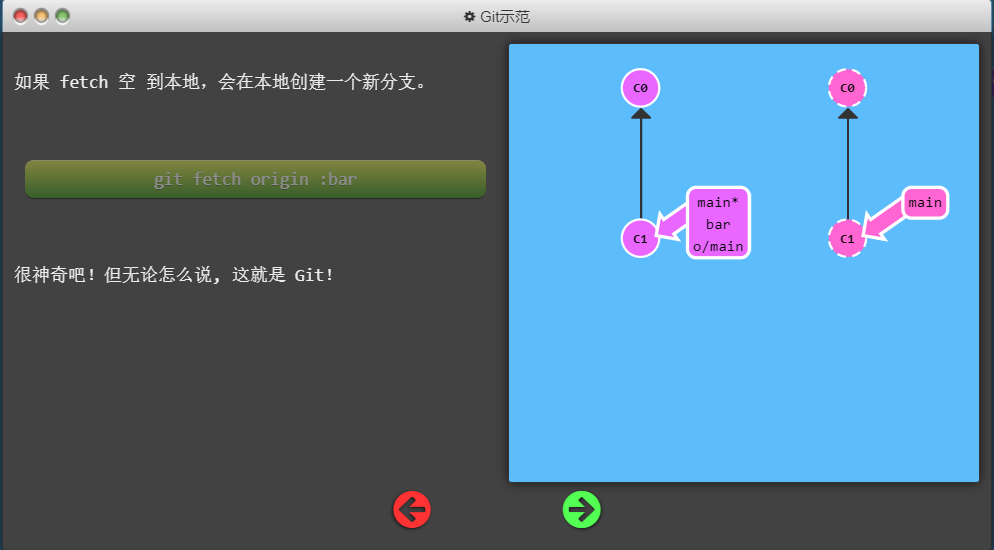 Git示范
如果 fetch 空 到本地，会在本地创建一个新分支。
git fetch origin :bar
很神奇吧！但无论怎么说, 这就是 Git！
C0
C1
main*
bar
o/main
C0
C1
main